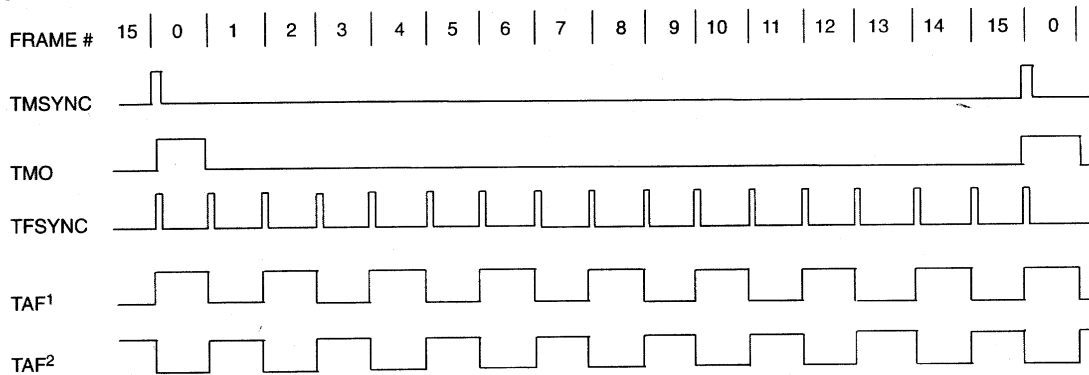 FRAME # 15 0 1 2 3 4 5 6 7 8 9 10 11 12 13 14 15 0
TMSYNC
TMO
TFSYNC
TAF¹
TAF²